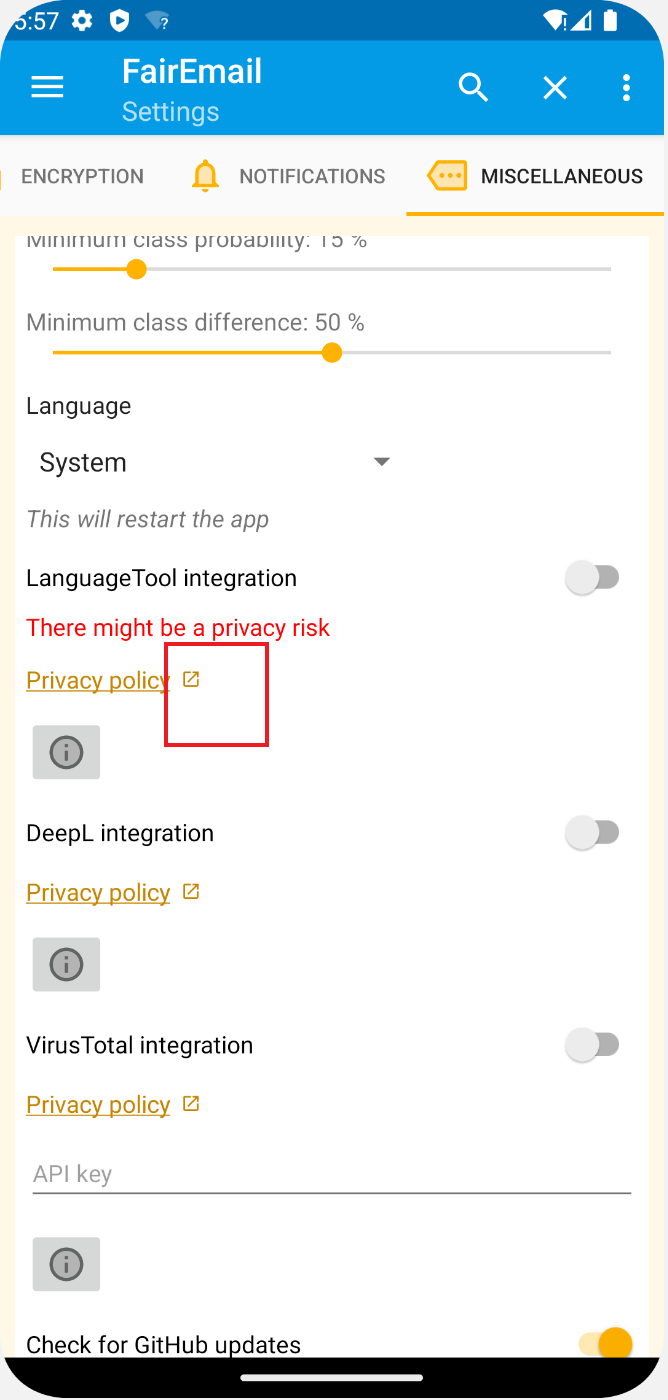 5:57
FairEmail
Settings
ENCRYPTION NOTIFICATIONS MISCELLANEOUS
Minimum class probability: 15 %
Minimum class difference: 50 %
Language
System
This will restart the app
LanguageTool integration
There might be a privacy risk
Privacy policy
DeepL integration
Privacy policy
VirusTotal integration
Privacy policy
API key
Check for GitHub updates